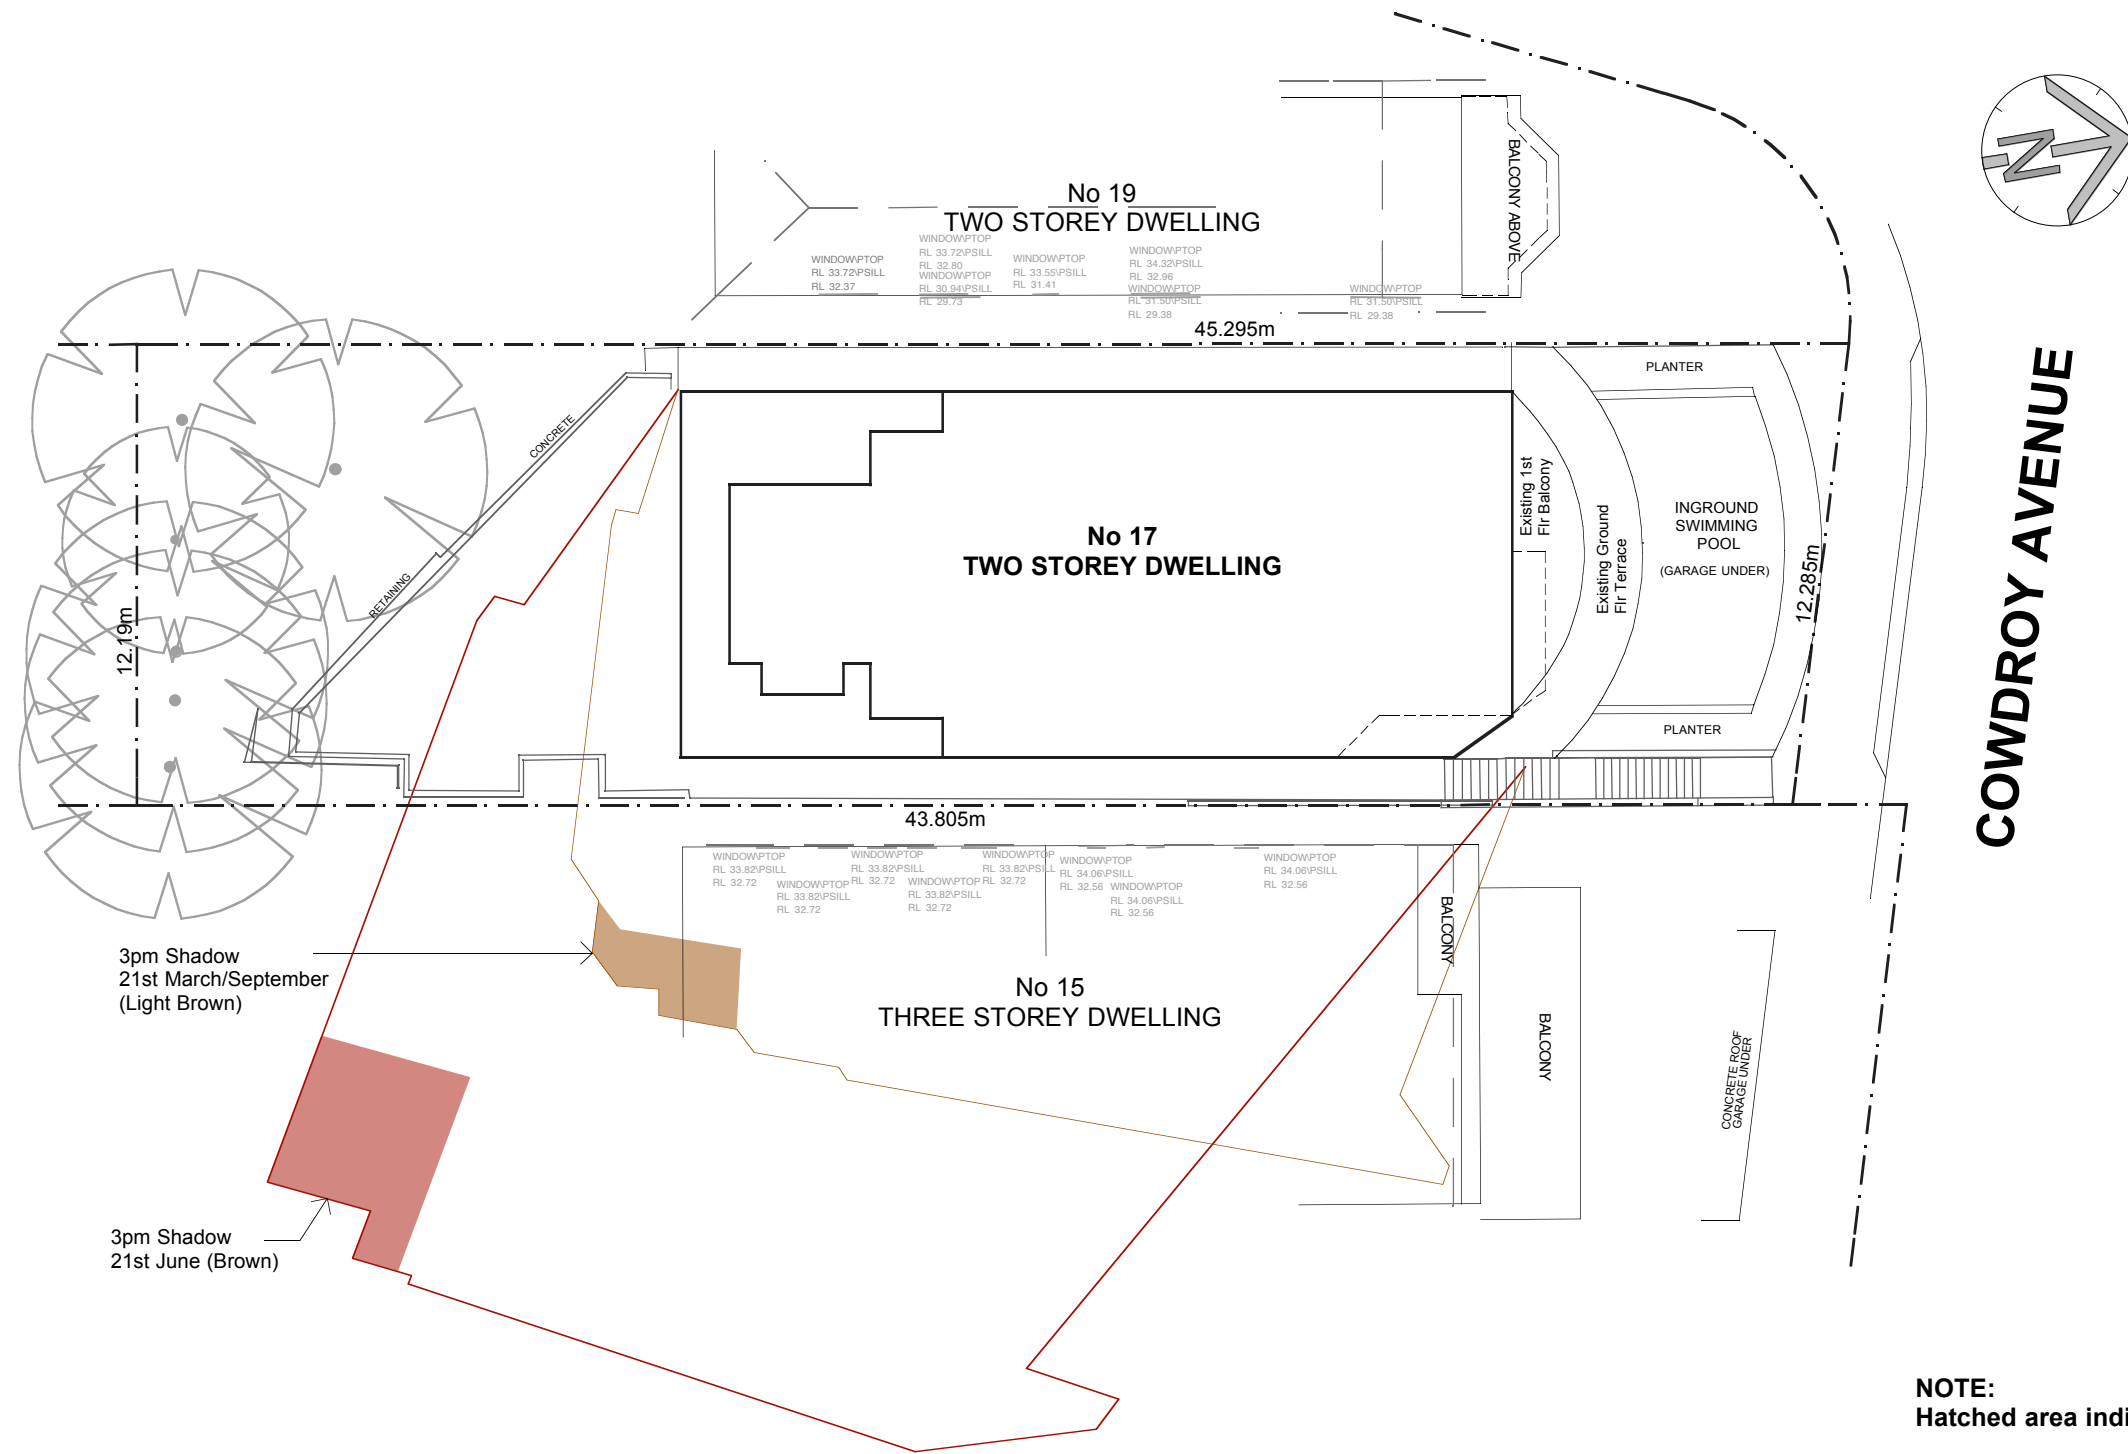 No 19
TWO STOREY DWELLING
BALCONY ABOVE
N
WINDOW\PTOP
RL 33.72\PSILL
RL 32.37
WINDOW\PTOP
RL 33.72\PSILL
RL 32.80
WINDOW\PTOP
RL 30.94\PSILL
RL 29.73
WINDOW\PTOP
RL 33.55\PSILL
RL 31.41
WINDOW\PTOP
RL 34.32\PSILL
RL 32.96
WINDOW\PTOP
RL 31.50\PSILL
RL 29.38
WINDOW\PTOP
RL 31.50\PSILL
RL 29.38
45.295m
PLANTER
CONCRETE
RETAINING
12.19m
No 17
TWO STOREY DWELLING
Existing 1st
Flr Balcony
Existing Ground
Flr Terrace
INGROUND
SWIMMING
POOL
(GARAGE UNDER)
12.285m
COWDROY AVENUE
PLANTER
43.805m
WINDOW\PTOP
RL 33.82\PSILL
RL 32.72
WINDOW\PTOP
RL 33.82\PSILL
RL 32.72
WINDOW\PTOP
RL 33.82\PSILL
RL 32.72
WINDOW\PTOP
RL 33.82\PSILL
RL 32.72
WINDOW\PTOP
RL 33.82\PSILL
RL 32.72
WINDOW\PTOP
RL 34.06\PSILL
RL 32.56
WINDOW\PTOP
RL 34.06\PSILL
RL 32.56
WINDOW\PTOP
RL 34.06\PSILL
RL 32.56
BALCONY
3pm Shadow
21st March/September
(Light Brown)
No 15
THREE STOREY DWELLING
BALCONY
CONCRETE ROOF
GARAGE UNDER
3pm Shadow
21st June (Brown)
NOTE:
Hatched area indi